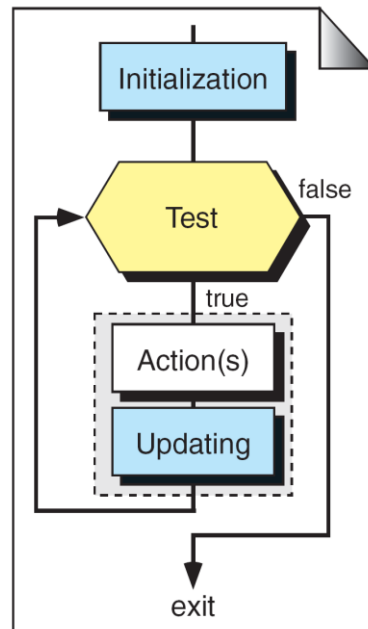 Initialization
false
Test
true
Action(s)
Updating
exit